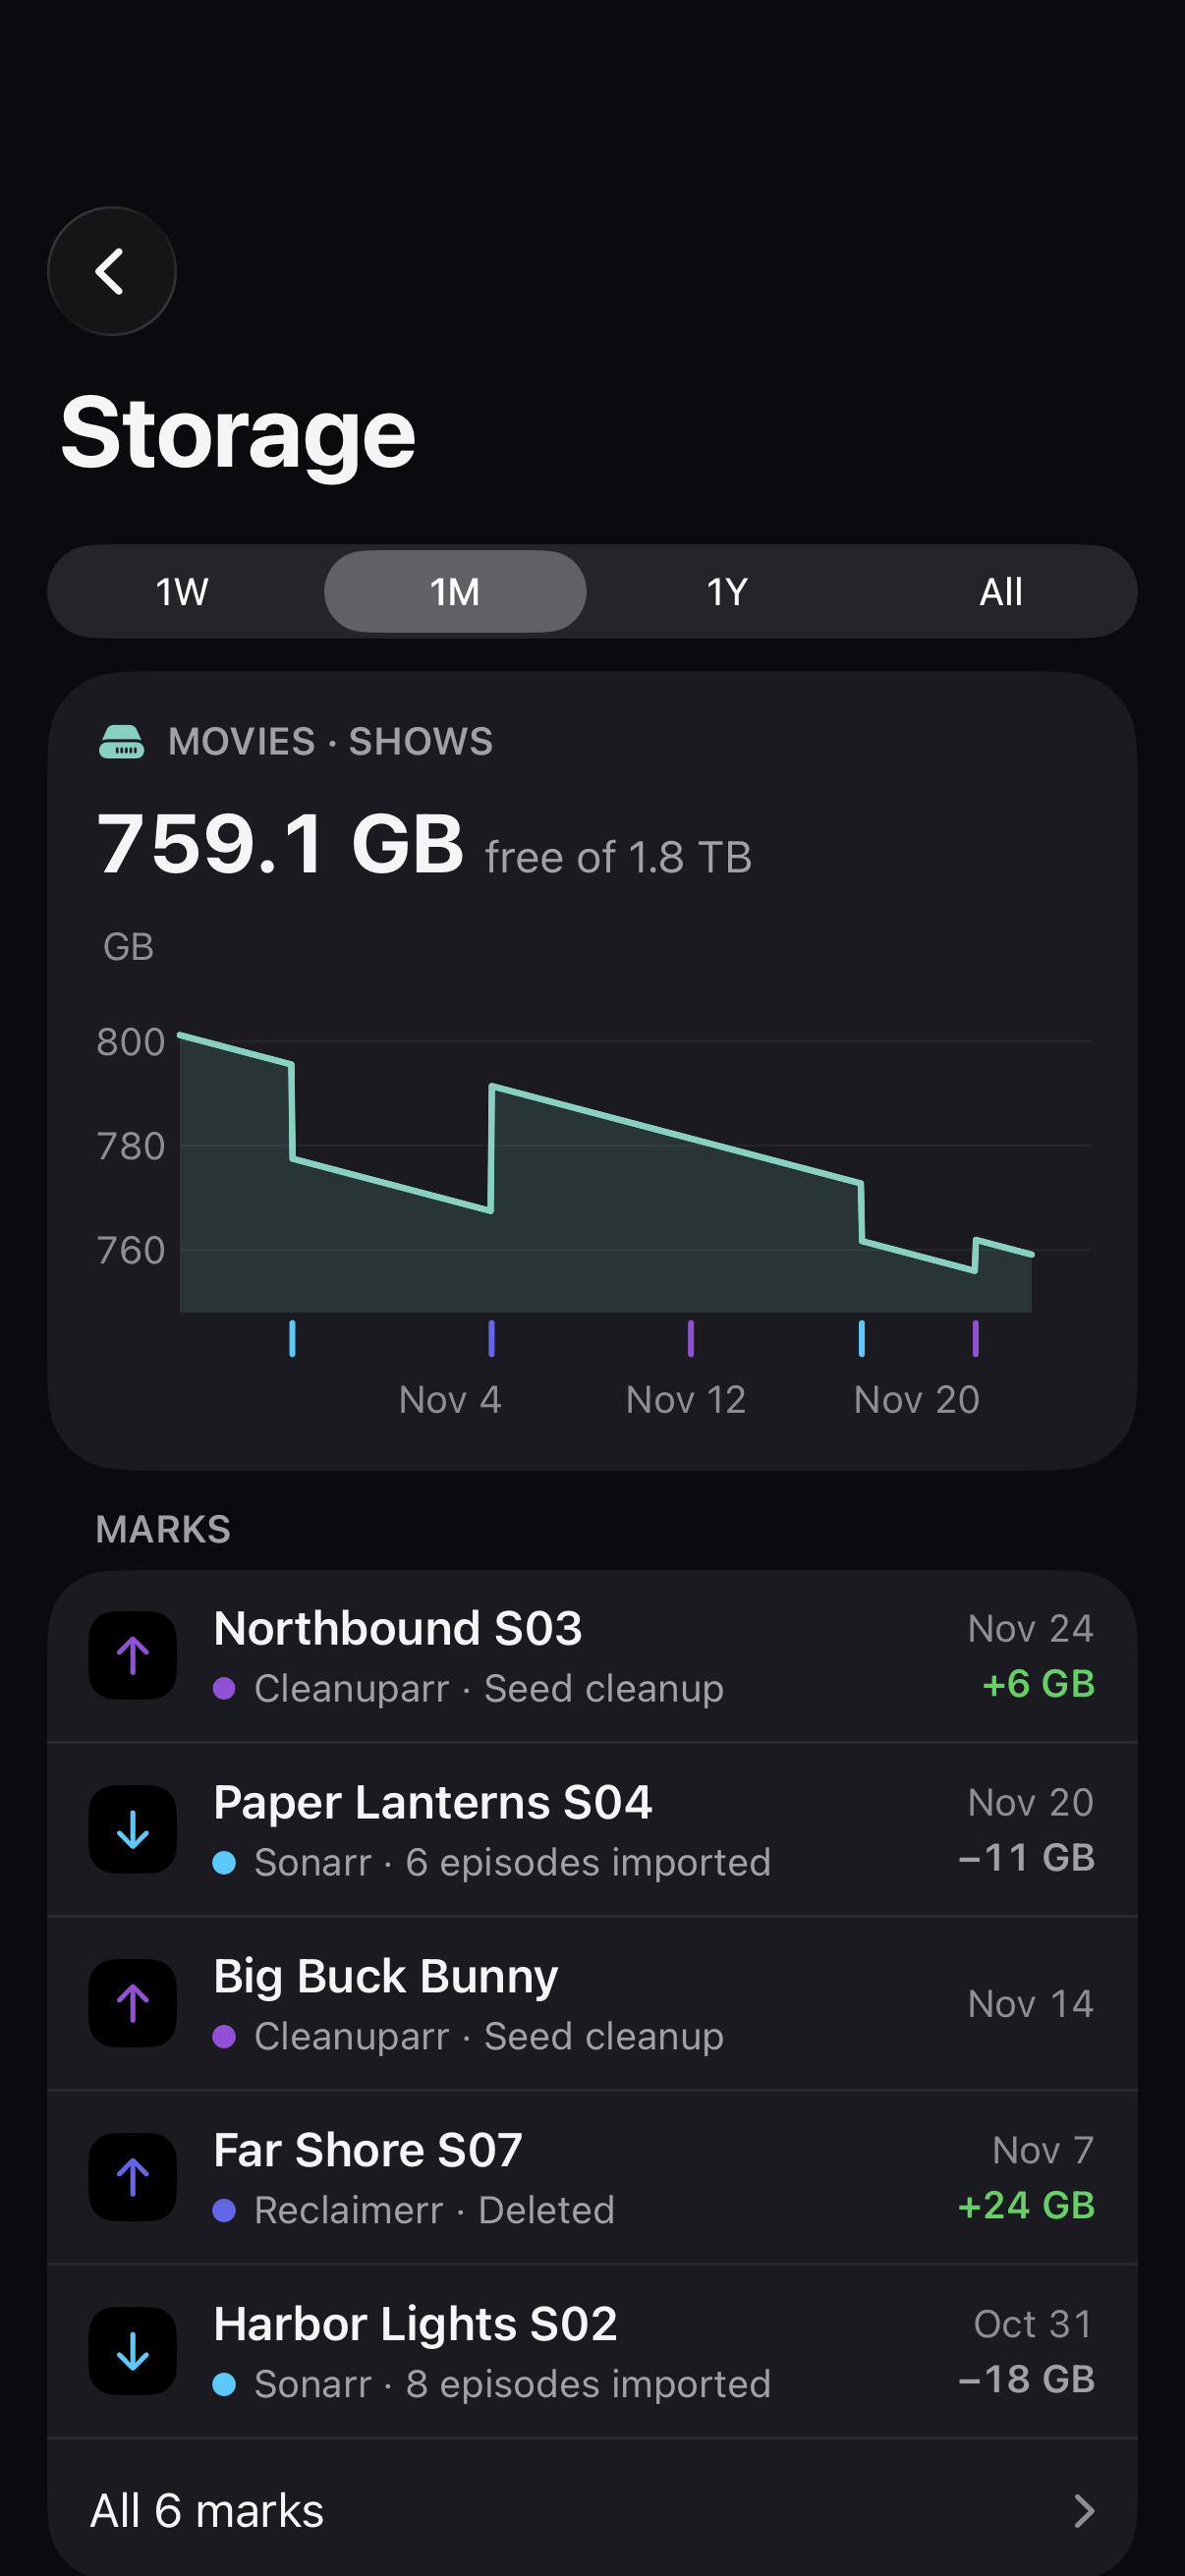 Storage
1W 1M 1Y All
MOVIES · SHOWS
759.1 GB free of 1.8 TB
GB
800
780
760
Nov 4 Nov 12 Nov 20
MARKS
Northbound S03 Nov 24
Cleanuparr · Seed cleanup +6 GB
Paper Lanterns S04 Nov 20
Sonarr · 6 episodes imported −11 GB
Big Buck Bunny
Nov 14
Cleanuparr · Seed cleanup
Far Shore S07 Nov 7
Reclaimerr · Deleted +24 GB
Harbor Lights S02 Oct 31
Sonarr · 8 episodes imported −18 GB
All 6 marks